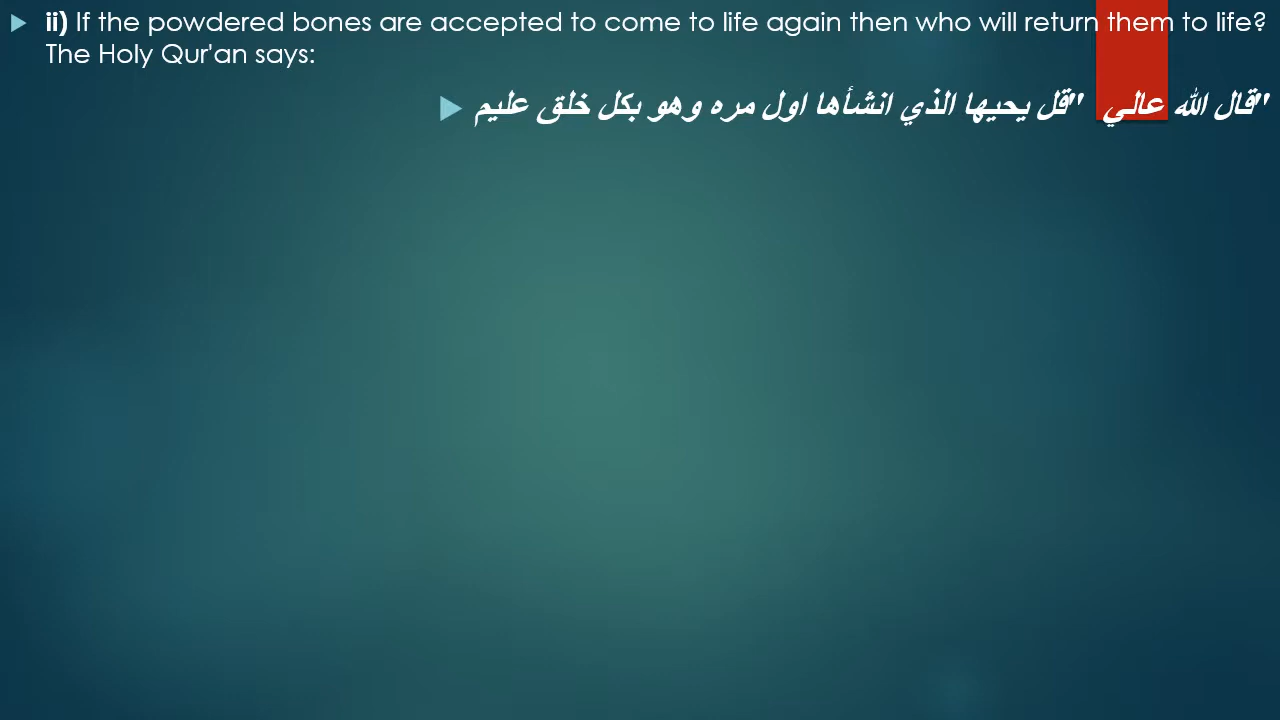 ii) If the powdered bones are accepted to come to life again then who will return them to life?
The Holy Qur'an says:
"قال الله عالي "قل يحيها الذي انشأها اول مره وهو بكل خلق عليم